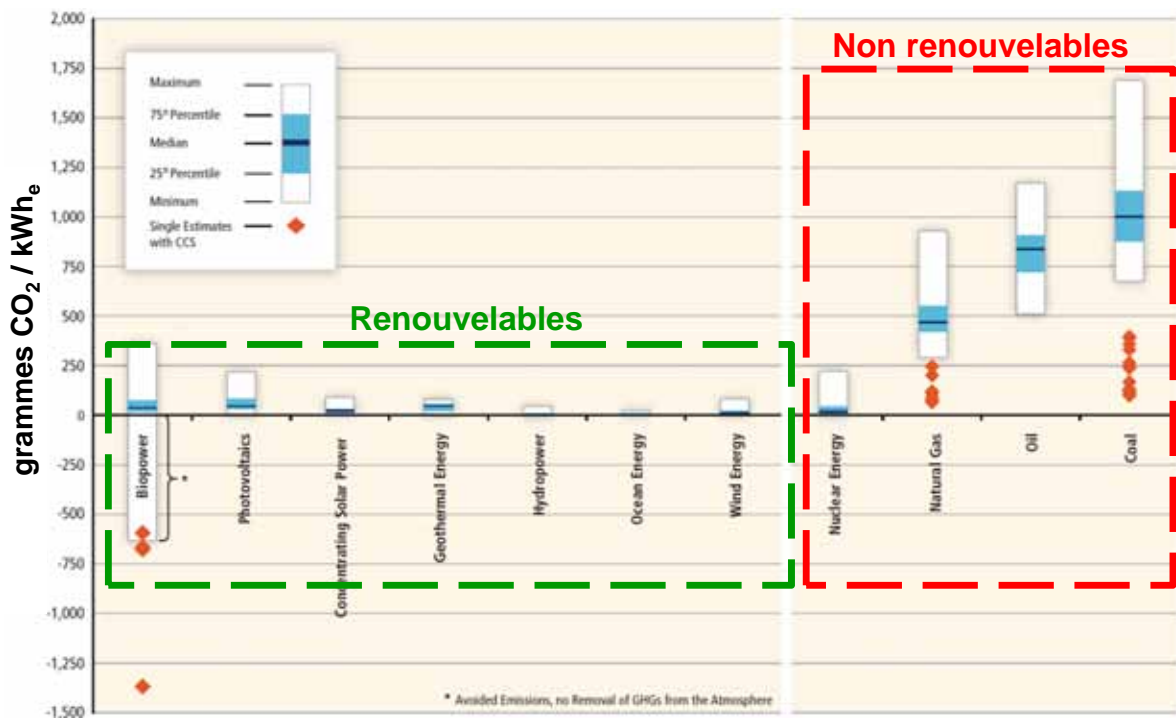 2,000
1,750
1,500
1,250
1,000
750
500
250
0
-250
-500
-750
-1,000
-1,250
-1,500
grammes CO₂ / kWhₑ
Maximum
75ᵗʰ Percentile
Median
25ᵗʰ Percentile
Minimum
Single Estimates
with CCS
Renouvelables
Non renouvelables
Biopower
*
Photovoltaics
Concentrating Solar Power
Geothermal Energy
Hydropower
Ocean Energy
Wind Energy
Nuclear Energy
Natural Gas
Oil
Coal
* Avoided Emissions, no Removal of GHGs from the Atmosphere